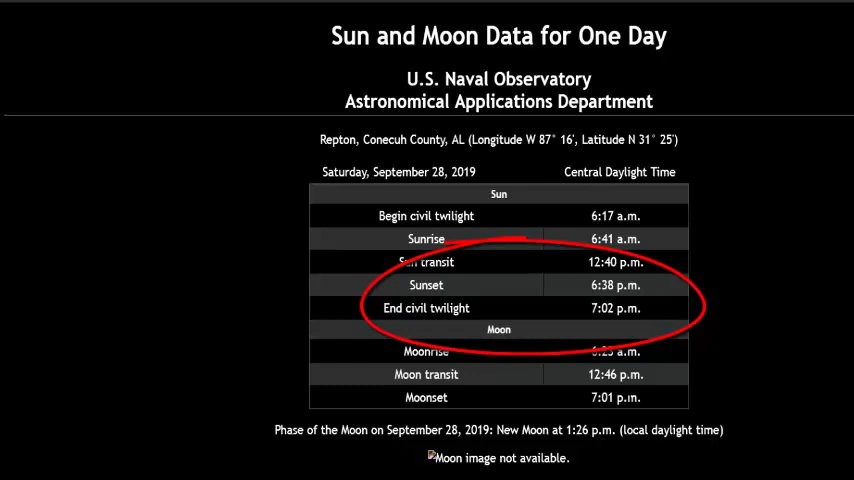 Sun and Moon Data for One Day
U.S. Naval Observatory
Astronomical Applications Department
Repton, Conecuh County, AL (Longitude W 87° 16', Latitude N 31° 25')
Saturday, September 28, 2019 Central Daylight Time
Sun
Begin civil twilight 6:17 a.m.
Sunrise 6:41 a.m.
Sun transit 12:40 p.m.
Sunset 6:38 p.m.
End civil twilight 7:02 p.m.
Moon
Moonrise a.m.
Moon transit 12:46 p.m.
Moonset 7:01 p.m.
Phase of the Moon on September 28, 2019: New Moon at 1:26 p.m. (local daylight time)
Moon image not available.